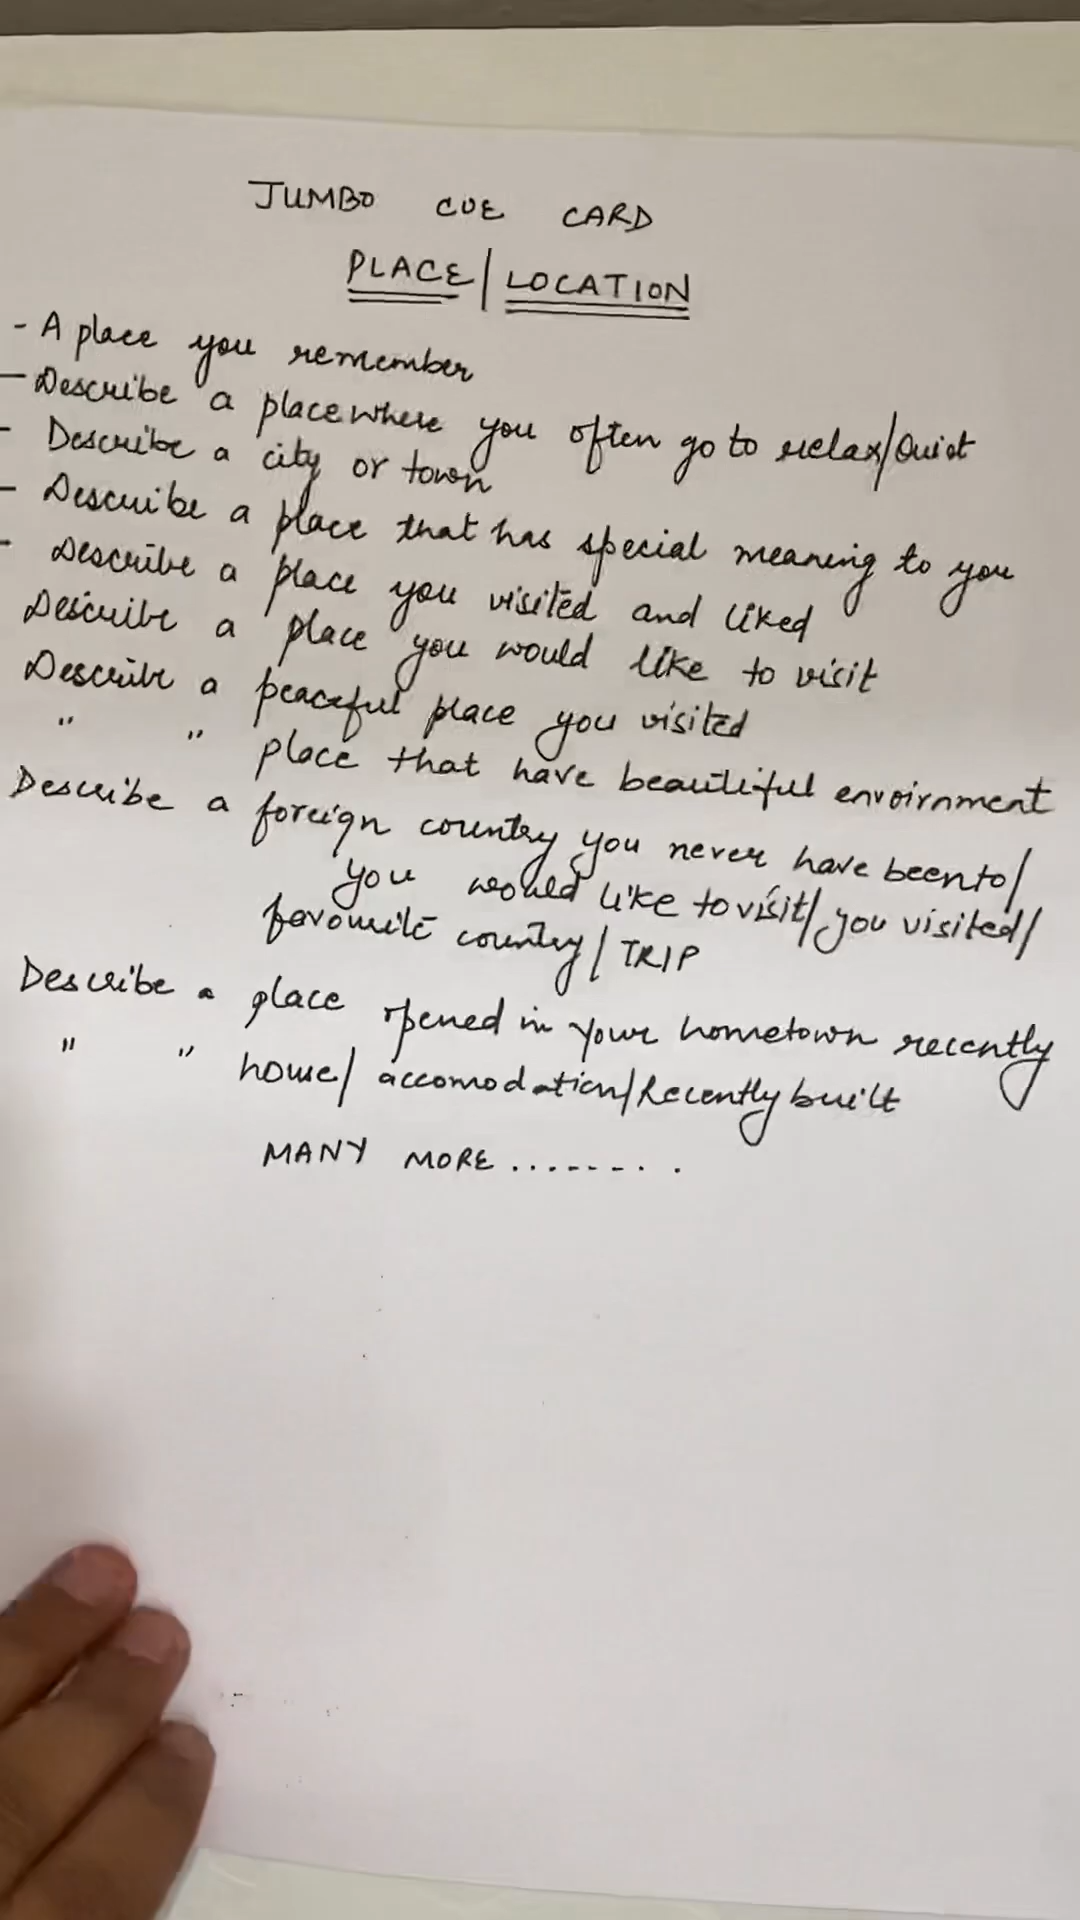 JUMBO CUE CARD
PLACE/LOCATION
- A place you remember
- Describe a place where you often go to relax/Quiet
- Describe a city or town
- Describe a place that has special meaning to you
- Describe a place you visited and liked
Describe a place you would like to visit
Describe a peaceful place you visited
" " place that have beautiful envoirnment
Describe a foreign country you never have been to/
you would like to visit/you visited/
favourite country/TRIP
Describe a place opened in your hometown recently
" " house/accomodation/Recently built
MANY MORE ........